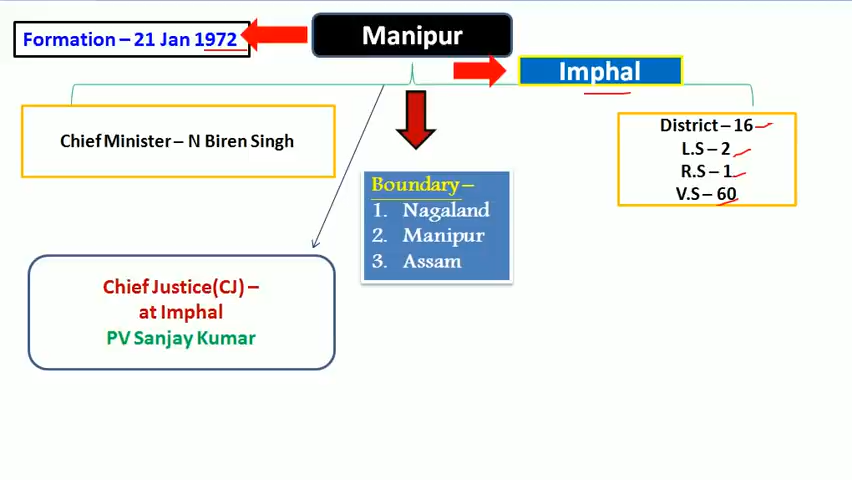 Formation – 21 Jan 1972
Manipur
Imphal
Chief Minister – N Biren Singh
District – 16
L.S – 2
R.S – 1
V.S – 60
Boundary –
1. Nagaland
2. Manipur
3. Assam
Chief Justice(CJ) –
at Imphal
PV Sanjay Kumar